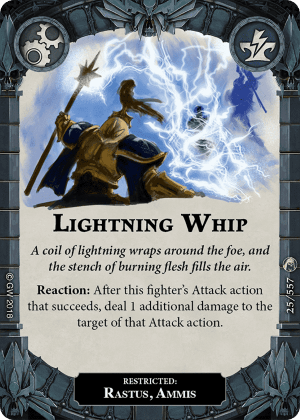 Lightning Whip
A coil of lightning wraps around the foe, and
the stench of burning flesh fills the air.
Reaction: After this fighter's Attack action
that succeeds, deal 1 additional damage to the
target of that Attack action.
©GW 2018
25/557
RESTRICTED:
Rastus, Ammis